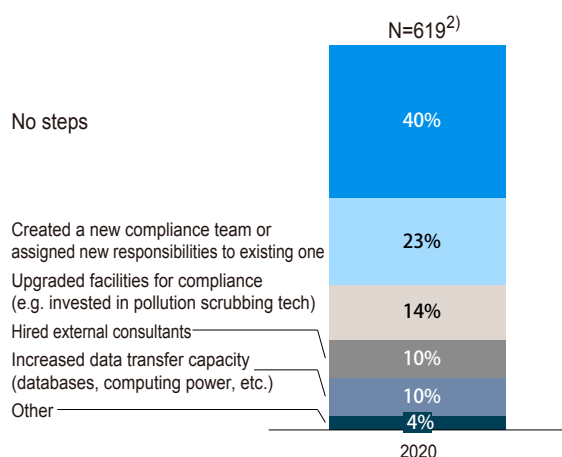 N=619²⁾
No steps
40%
Created a new compliance team or
assigned new responsibilities to existing one
23%
Upgraded facilities for compliance
(e.g. invested in pollution scrubbing tech)
14%
Hired external consultants
10%
Increased data transfer capacity
(databases, computing power, etc.)
10%
Other
4%
2020